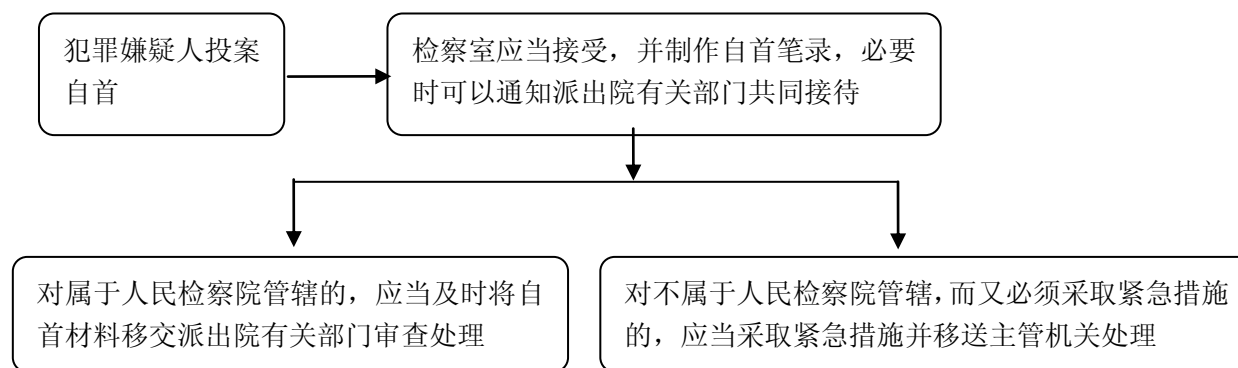 犯罪嫌疑人投案
自首
检察室应当接受，并制作自首笔录，必要
时可以通知派出院有关部门共同接待
对属于人民检察院管辖的，应当及时将自
首材料移交派出院有关部门审查处理
对不属于人民检察院管辖，而又必须采取紧急措施
的，应当采取紧急措施并移送主管机关处理